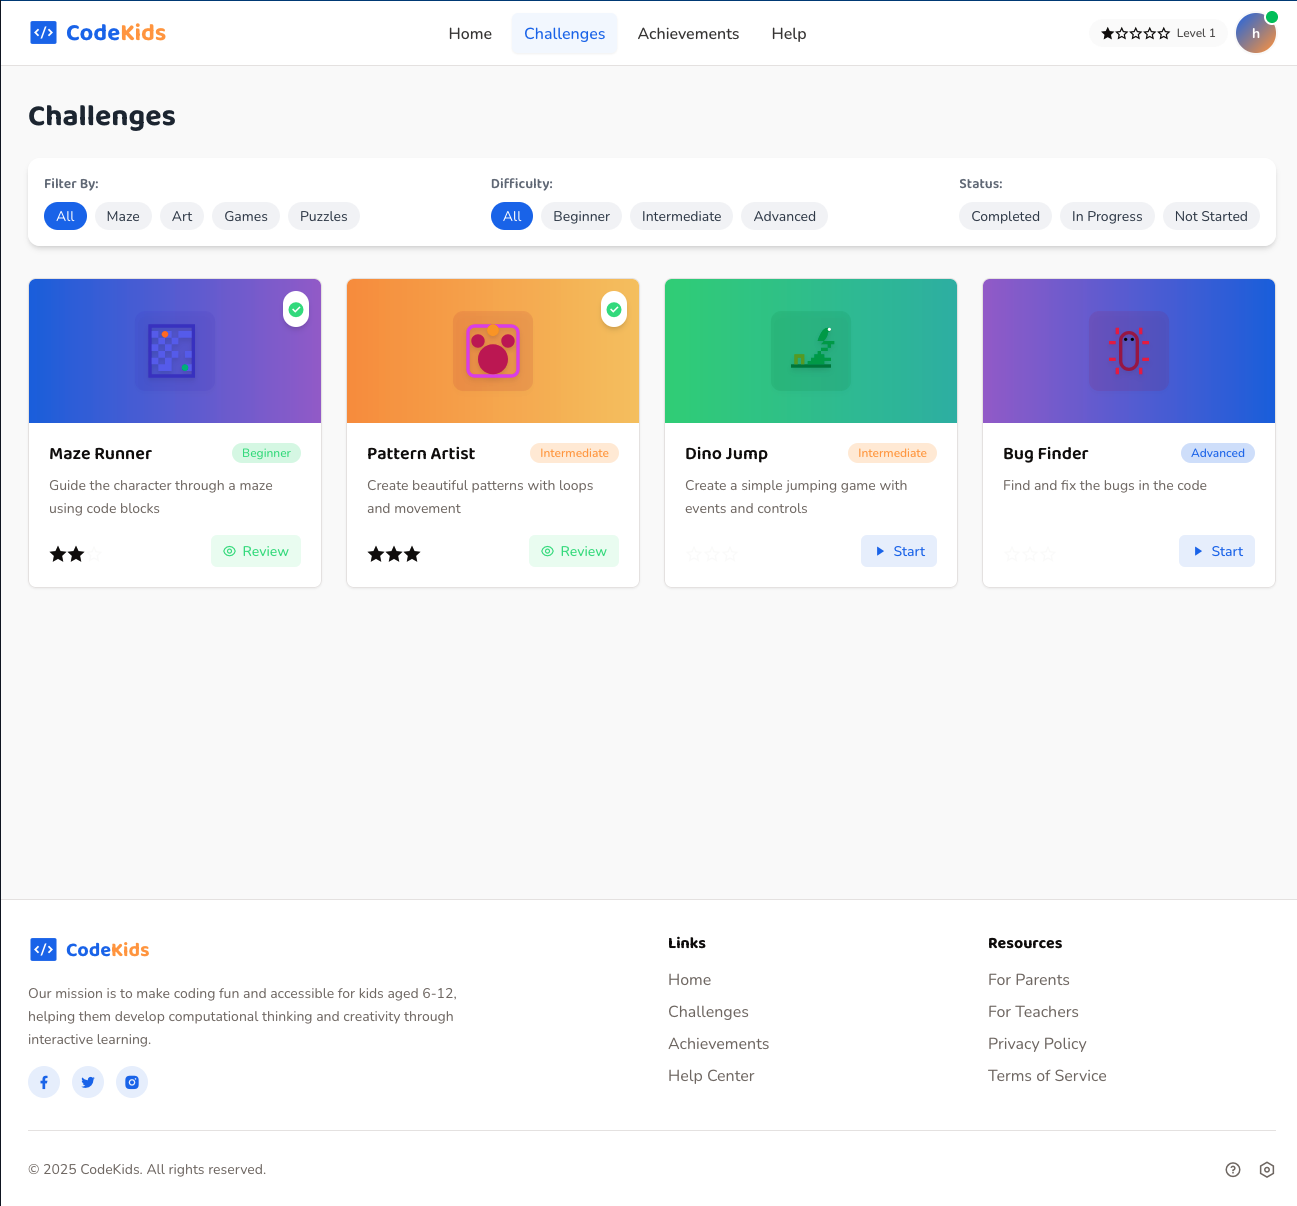 CodeKids
Home
Challenges
Achievements
Help
Level 1
h
Challenges
Filter By:
All
Maze
Art
Games
Puzzles
Difficulty:
All
Beginner
Intermediate
Advanced
Status:
Completed
In Progress
Not Started
Maze Runner
Beginner
Guide the character through a maze
using code blocks
Review
Pattern Artist
Intermediate
Create beautiful patterns with loops
and movement
Review
Dino Jump
Intermediate
Create a simple jumping game with
events and controls
Start
Bug Finder
Advanced
Find and fix the bugs in the code
Start
CodeKids
Our mission is to make coding fun and accessible for kids aged 6-12,
helping them develop computational thinking and creativity through
interactive learning.
Links
Home
Challenges
Achievements
Help Center
Resources
For Parents
For Teachers
Privacy Policy
Terms of Service
© 2025 CodeKids. All rights reserved.